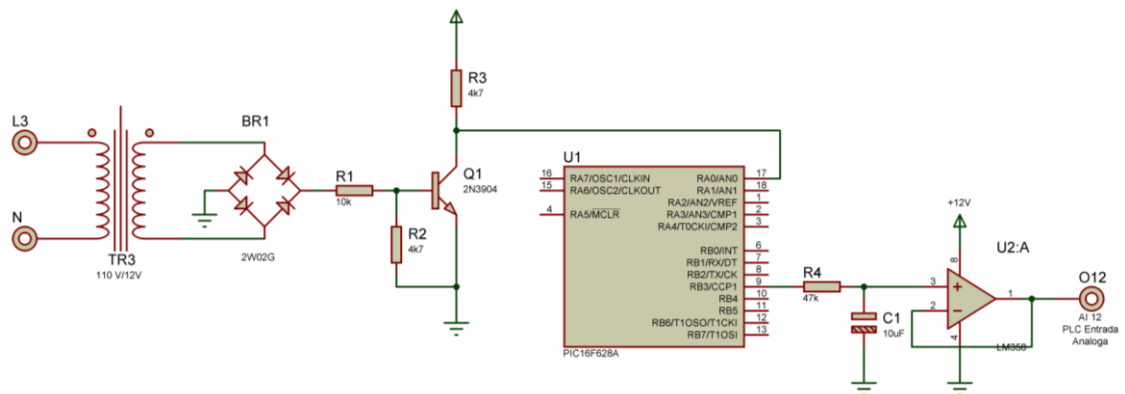 L3
N
TR3
110 V/12V
BR1
2W02G
R1
10k
R2
4k7
R3
4k7
Q1
2N3904
U1
16 RA7/OSC1/CLKIN
15 RA6/OSC2/CLKOUT
4 RA5/MCLR
RA0/AN0 17
RA1/AN1 18
RA2/AN2/VREF 1
RA3/AN3/CMP1 2
RA4/T0CKI/CMP2 3
RB0/INT 6
RB1/RX/DT 7
RB2/TX/CK 8
RB3/CCP1 9
RB4 10
RB5 11
RB6/T1OSO/T1CKI 12
RB7/T1OSI 13
PIC16F628A
R4
47k
C1
10uF
+12V
U2:A
8
3
2
1
4
LM358
O12
AI 12
PLC Entrada
Analoga